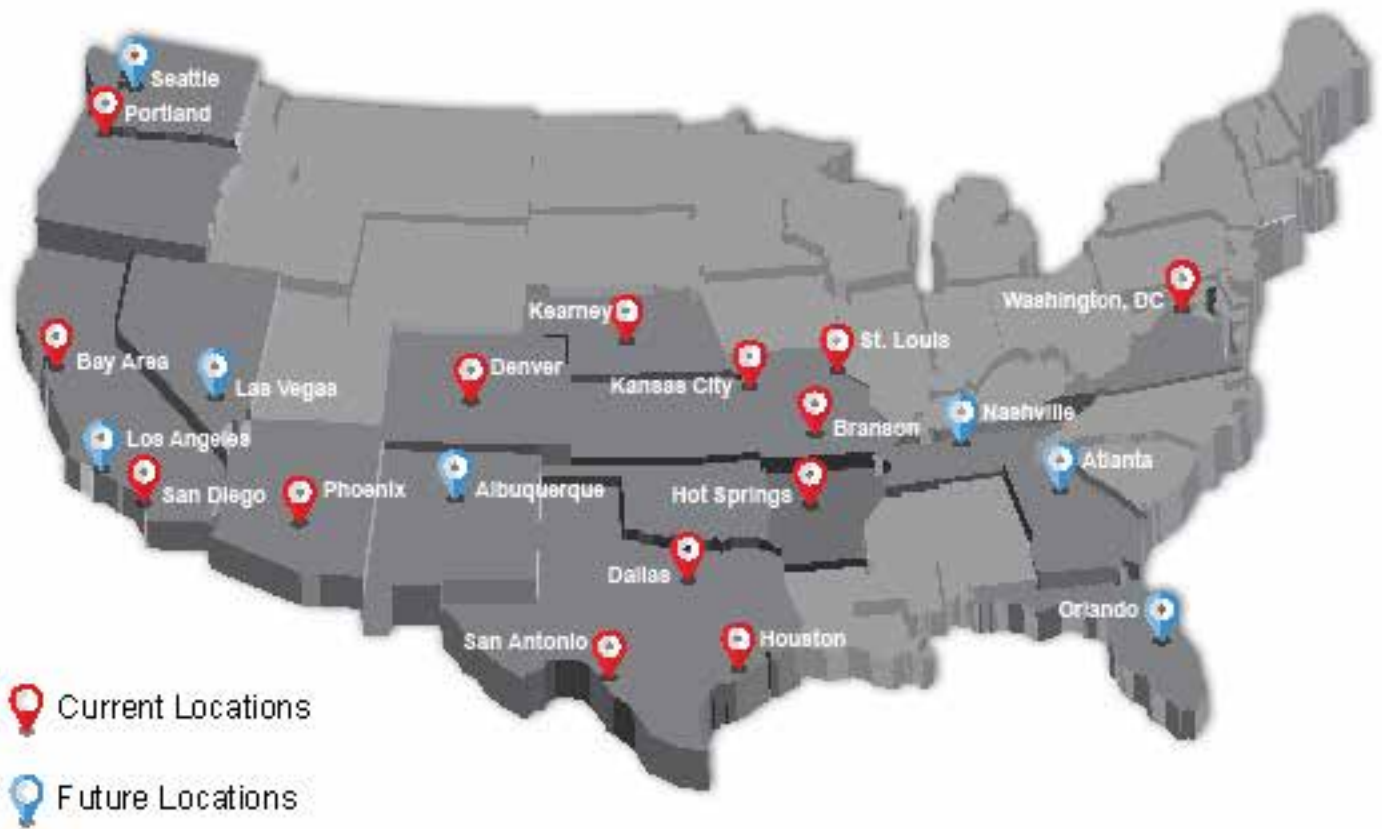 Seattle
Portland
Kearney
Washington, DC
St. Louis
Bay Area
Denver
Kansas City
Las Vegas
Nashville
Branson
Los Angeles
Atlanta
San Diego
Phoenix
Albuquerque
Hot Springs
Dallas
Orlando
San Antonio
Houston
Current Locations
Future Locations